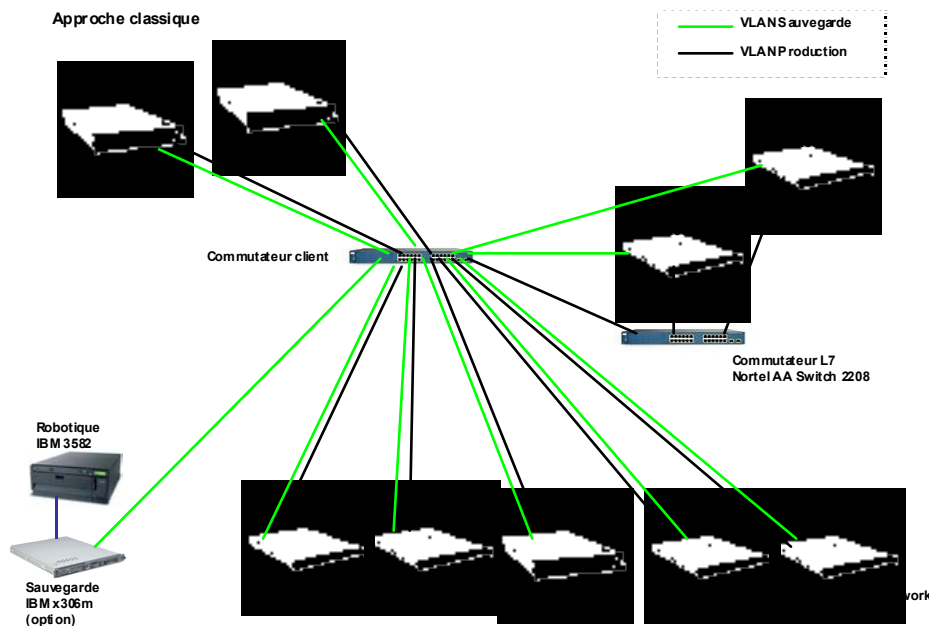 Approche classique
VLAN Sauvegarde
VLAN Production
Commutateur client
Commutateur L7
Nortel AA Switch 2208
Robotique
IBM 3582
Sauvegarde
IBM x306m
(option)
work